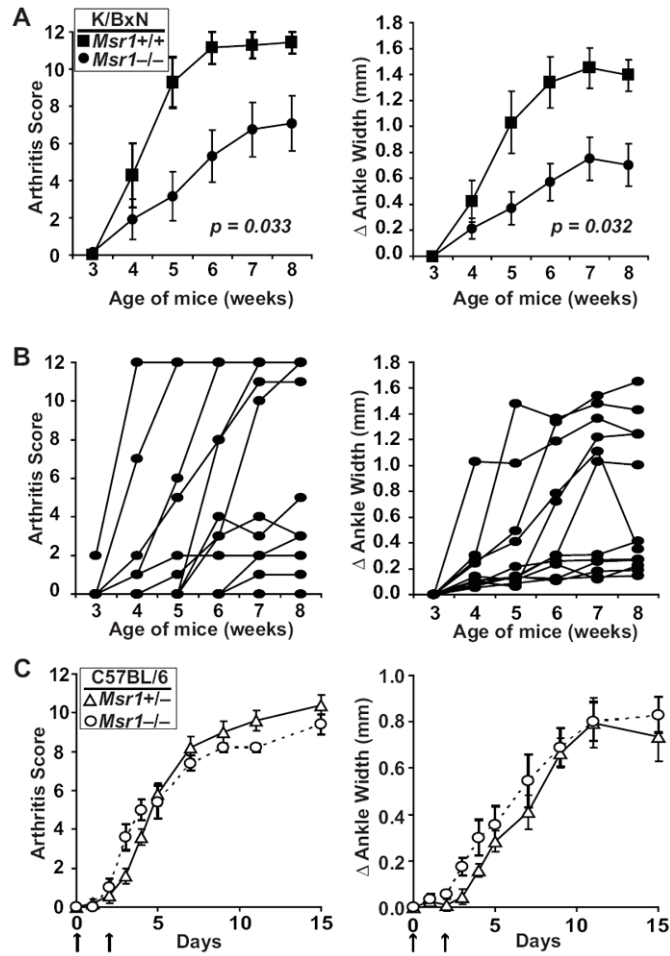 A
K/BxN
Msr1+/+
Msr1–/–
Arthritis Score
12
10
8
6
4
2
0
p = 0.033
3 4 5 6 7 8
Age of mice (weeks)
Δ Ankle Width (mm)
1.8
1.6
1.4
1.2
1.0
0.8
0.6
0.4
0.2
0.0
p = 0.032
3 4 5 6 7 8
Age of mice (weeks)
B
Arthritis Score
12
10
8
6
4
2
0
3 4 5 6 7 8
Age of mice (weeks)
Δ Ankle Width (mm)
1.8
1.6
1.4
1.2
1.0
0.8
0.6
0.4
0.2
0
3 4 5 6 7 8
Age of mice (weeks)
C
C57BL/6
Msr1+/–
Msr1–/–
Arthritis Score
12
10
8
6
4
2
0
0 5 10 15
Days
Δ Ankle Width (mm)
1.0
0.8
0.6
0.4
0.2
0.0
0 5 10 15
Days